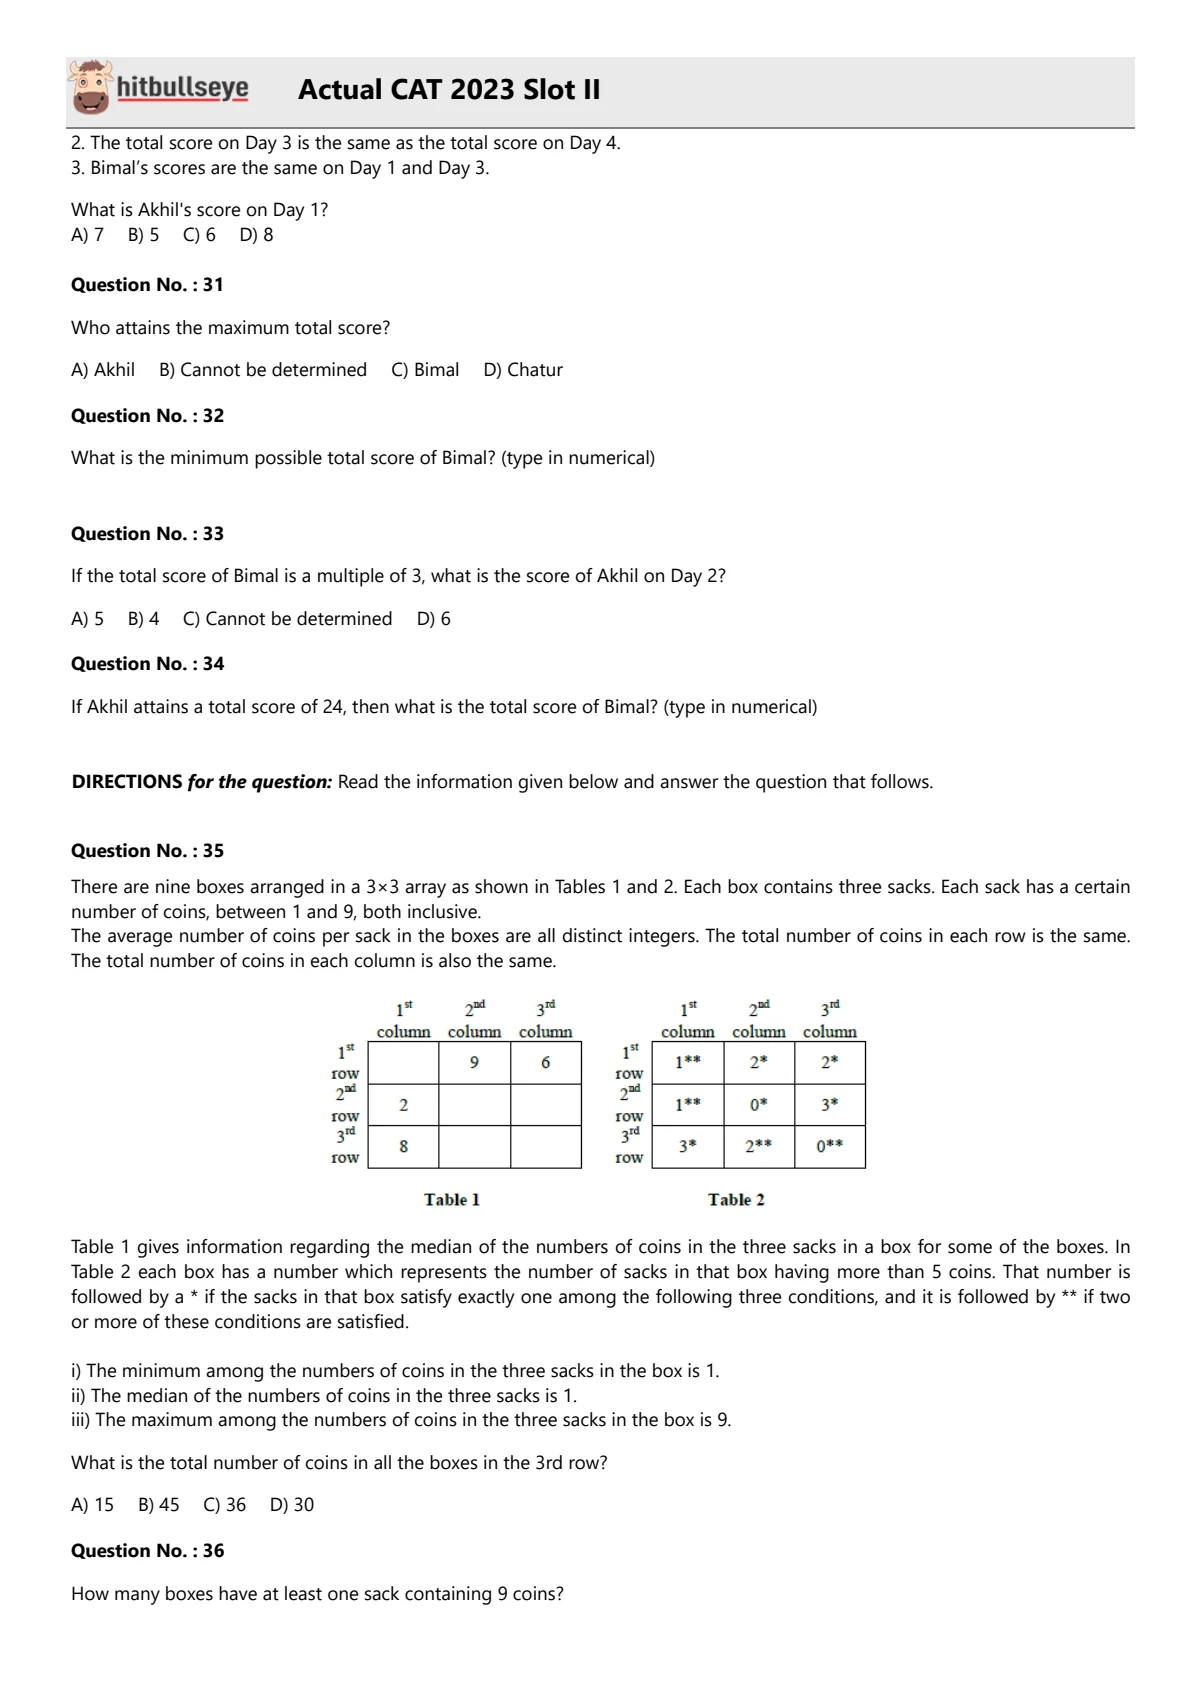 hitbullseye Actual CAT 2023 Slot II
2. The total score on Day 3 is the same as the total score on Day 4.
3. Bimal’s scores are the same on Day 1 and Day 3.
What is Akhil's score on Day 1?
A) 7 B) 5 C) 6 D) 8
Question No. : 31
Who attains the maximum total score?
A) Akhil B) Cannot be determined C) Bimal D) Chatur
Question No. : 32
What is the minimum possible total score of Bimal? (type in numerical)
Question No. : 33
If the total score of Bimal is a multiple of 3, what is the score of Akhil on Day 2?
A) 5 B) 4 C) Cannot be determined D) 6
Question No. : 34
If Akhil attains a total score of 24, then what is the total score of Bimal? (type in numerical)
DIRECTIONS for the question: Read the information given below and answer the question that follows.
Question No. : 35
There are nine boxes arranged in a 3×3 array as shown in Tables 1 and 2. Each box contains three sacks. Each sack has a certain
number of coins, between 1 and 9, both inclusive.
The average number of coins per sack in the boxes are all distinct integers. The total number of coins in each row is the same.
The total number of coins in each column is also the same.
1st 2nd 3rd 1st 2nd 3rd
column column column column column column
1st row 9 6 1st row 1** 2* 2*
2nd row 2 2nd row 1** 0* 3*
3rd row 8 3rd row 3* 2** 0**
Table 1 Table 2
Table 1 gives information regarding the median of the numbers of coins in the three sacks in a box for some of the boxes. In
Table 2 each box has a number which represents the number of sacks in that box having more than 5 coins. That number is
followed by a * if the sacks in that box satisfy exactly one among the following three conditions, and it is followed by ** if two
or more of these conditions are satisfied.
i) The minimum among the numbers of coins in the three sacks in the box is 1.
ii) The median of the numbers of coins in the three sacks is 1.
iii) The maximum among the numbers of coins in the three sacks in the box is 9.
What is the total number of coins in all the boxes in the 3rd row?
A) 15 B) 45 C) 36 D) 30
Question No. : 36
How many boxes have at least one sack containing 9 coins?